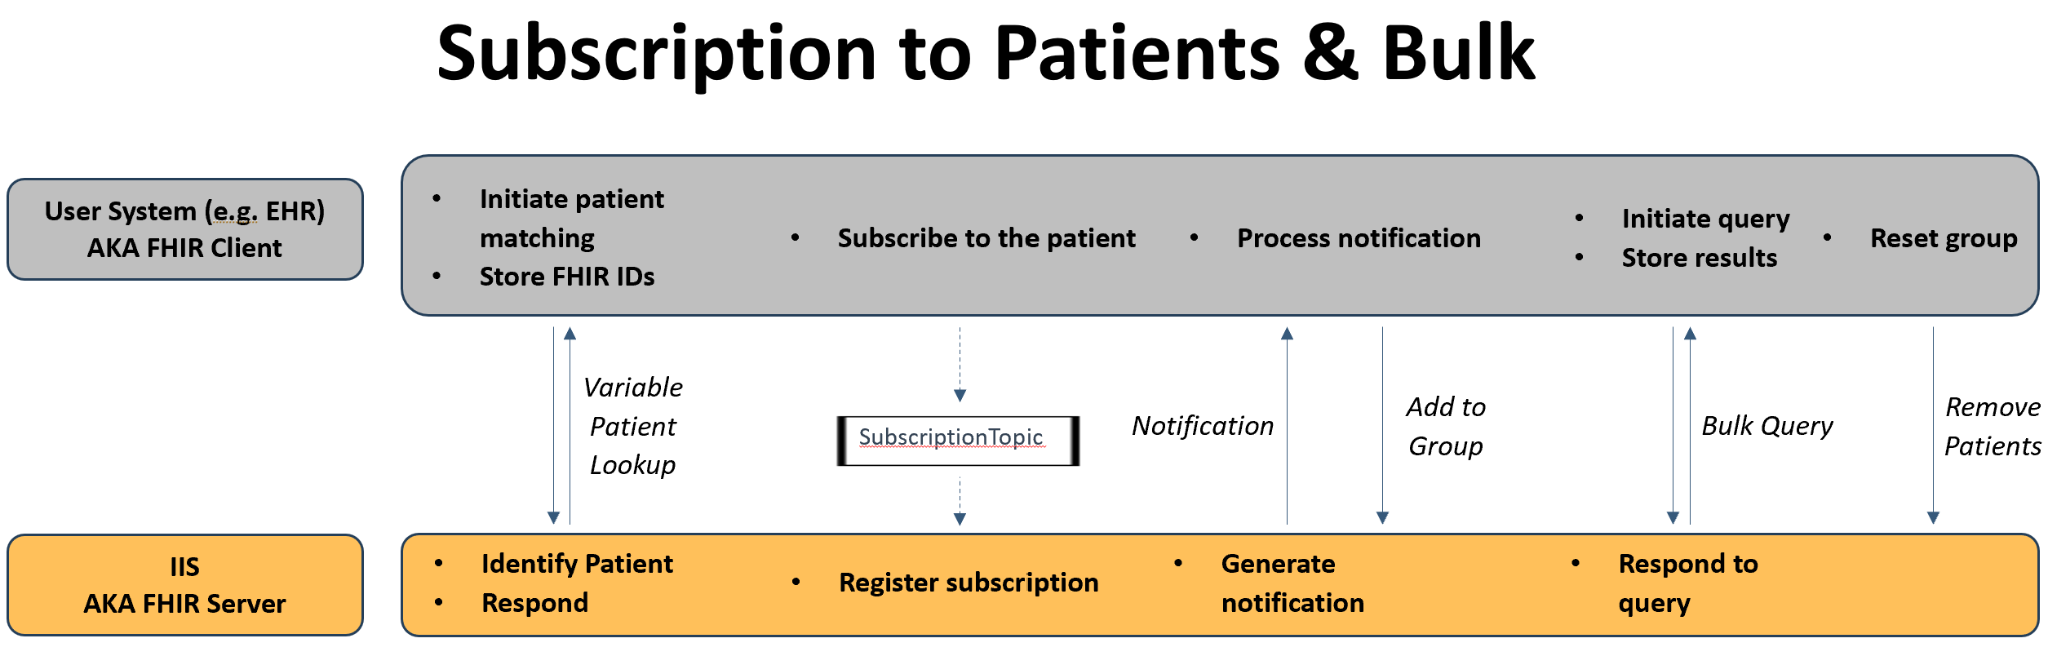 Subscription to Patients & Bulk
User System (e.g. EHR)
AKA FHIR Client
• Initiate patient
matching
• Store FHIR IDs
• Subscribe to the patient
• Process notification
• Initiate query
• Store results
• Reset group
Variable
Patient
Lookup
SubscriptionTopic
Notification
Add to
Group
Bulk Query
Remove
Patients
IIS
AKA FHIR Server
• Identify Patient
• Respond
• Register subscription
• Generate
notification
• Respond to
query